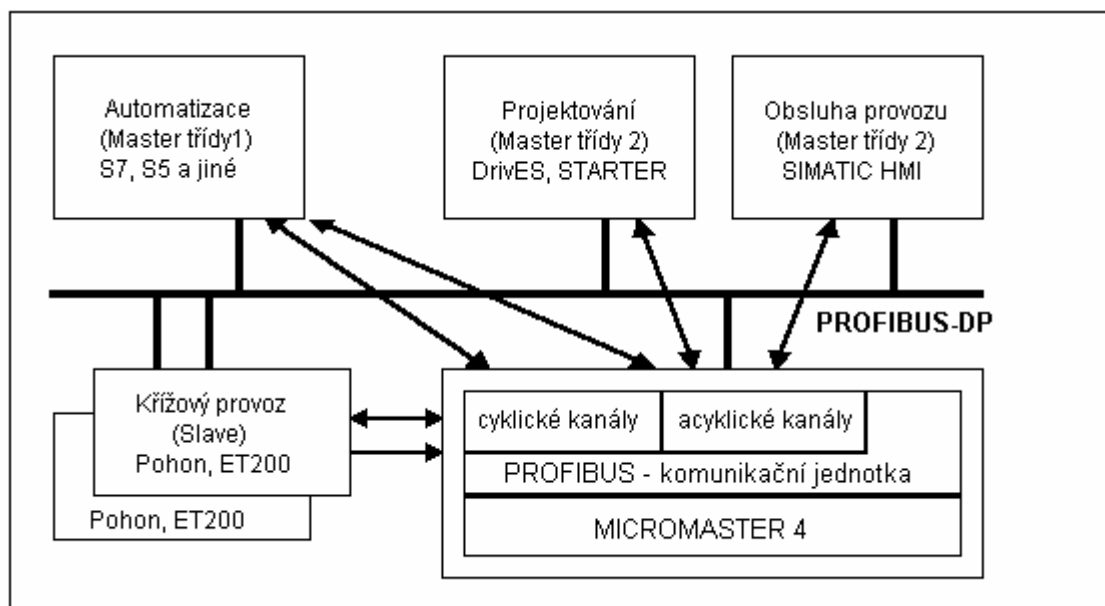 Automatizace
(Master třídy1)
S7, S5 a jiné
Projektování
(Master třídy 2)
DrivES, STARTER
Obsluha provozu
(Master třídy 2)
SIMATIC HMI
PROFIBUS-DP
Křížový provoz
(Slave)
Pohon, ET200
Pohon, ET200
cyklické kanály
acyklické kanály
PROFIBUS - komunikační jednotka
MICROMASTER 4